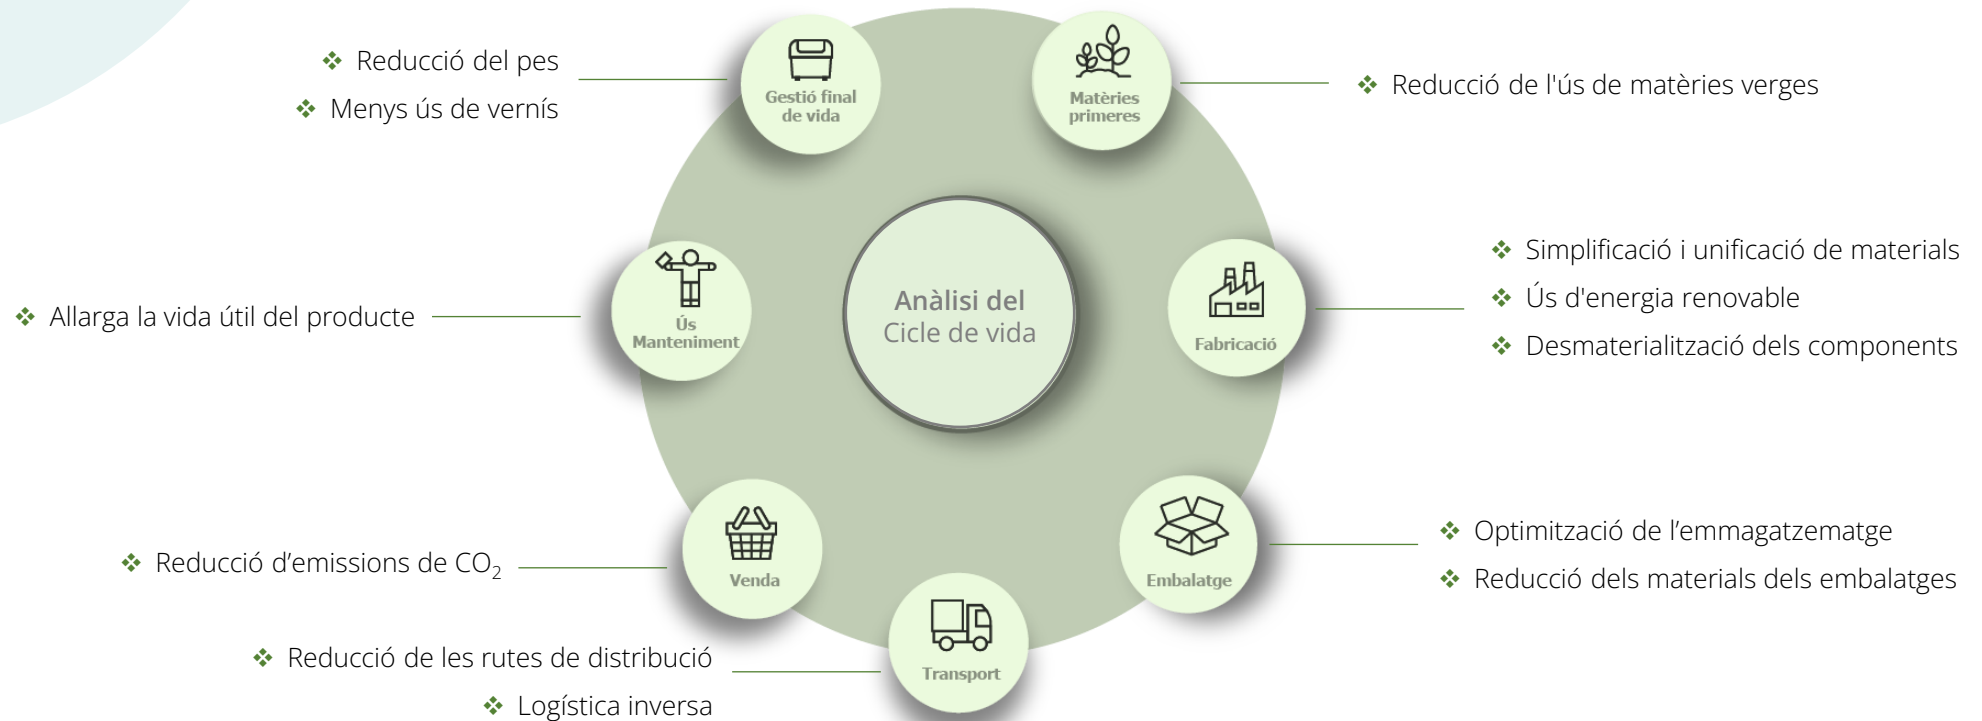 Reducció del pes
Menys ús de vernís
Gestió final
de vida
Matèries
primeres
Reducció de l'ús de matèries verges
Allarga la vida útil del producte
Ús
Manteniment
Anàlisi del
Cicle de vida
Fabricació
Simplificació i unificació de materials
Ús d'energia renovable
Desmaterialització dels components
Reducció d’emissions de CO₂
Venda
Embalatge
Optimització de l’emmagatzematge
Reducció dels materials dels embalatges
Reducció de les rutes de distribució
Logística inversa
Transport